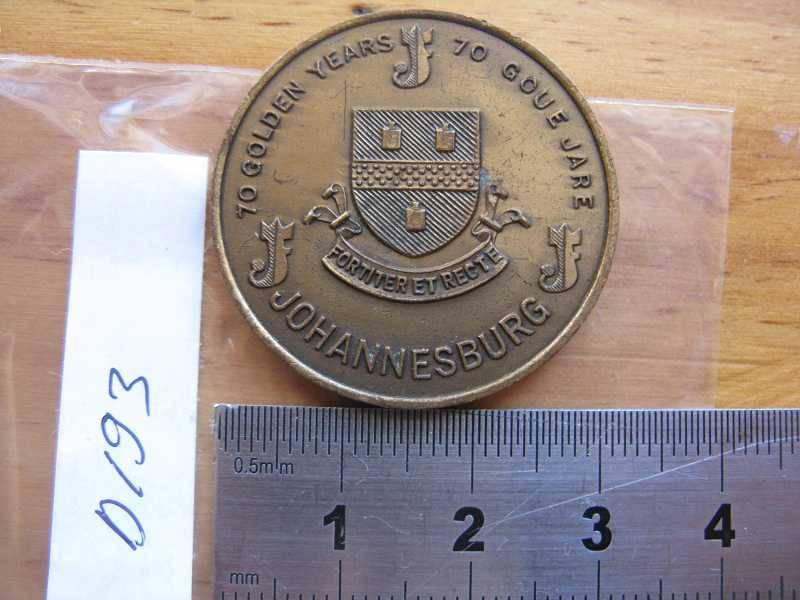 70 GOLDEN YEARS J 70 GOUE JARE
J J
FORTITER ET RECTE
JOHANNESBURG
D193
0.5mm
1 2 3 4
mm